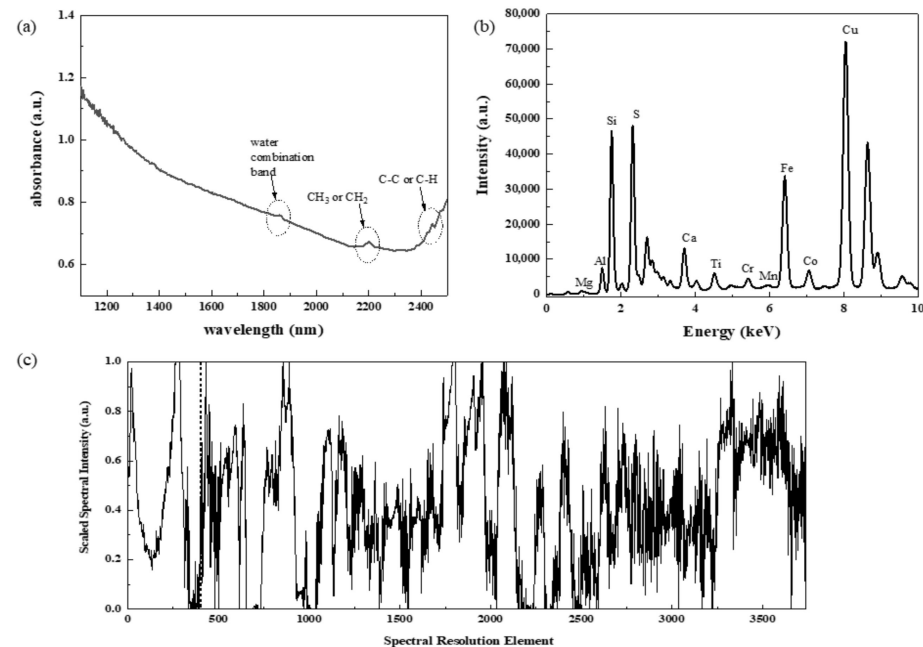 (a)
1.4
1.2
1.0
0.8
0.6
absorbance (a.u.)
water
combination
band
CH3 or CH2
C-C or C-H
1200 1400 1600 1800 2000 2200 2400
wavelength (nm)
(b)
80,000
70,000
60,000
50,000
40,000
30,000
20,000
10,000
0
Intensity (a.u.)
Mg
Al
Si
S
Ca
Ti
Cr
Mn
Fe
Co
Cu
0 2 4 6 8 10
Energy (keV)
(c)
1.0
0.8
0.6
0.4
0.2
0.0
Scaled Spectral Intensity (a.u.)
0 500 1000 1500 2000 2500 3000 3500
Spectral Resolution Element